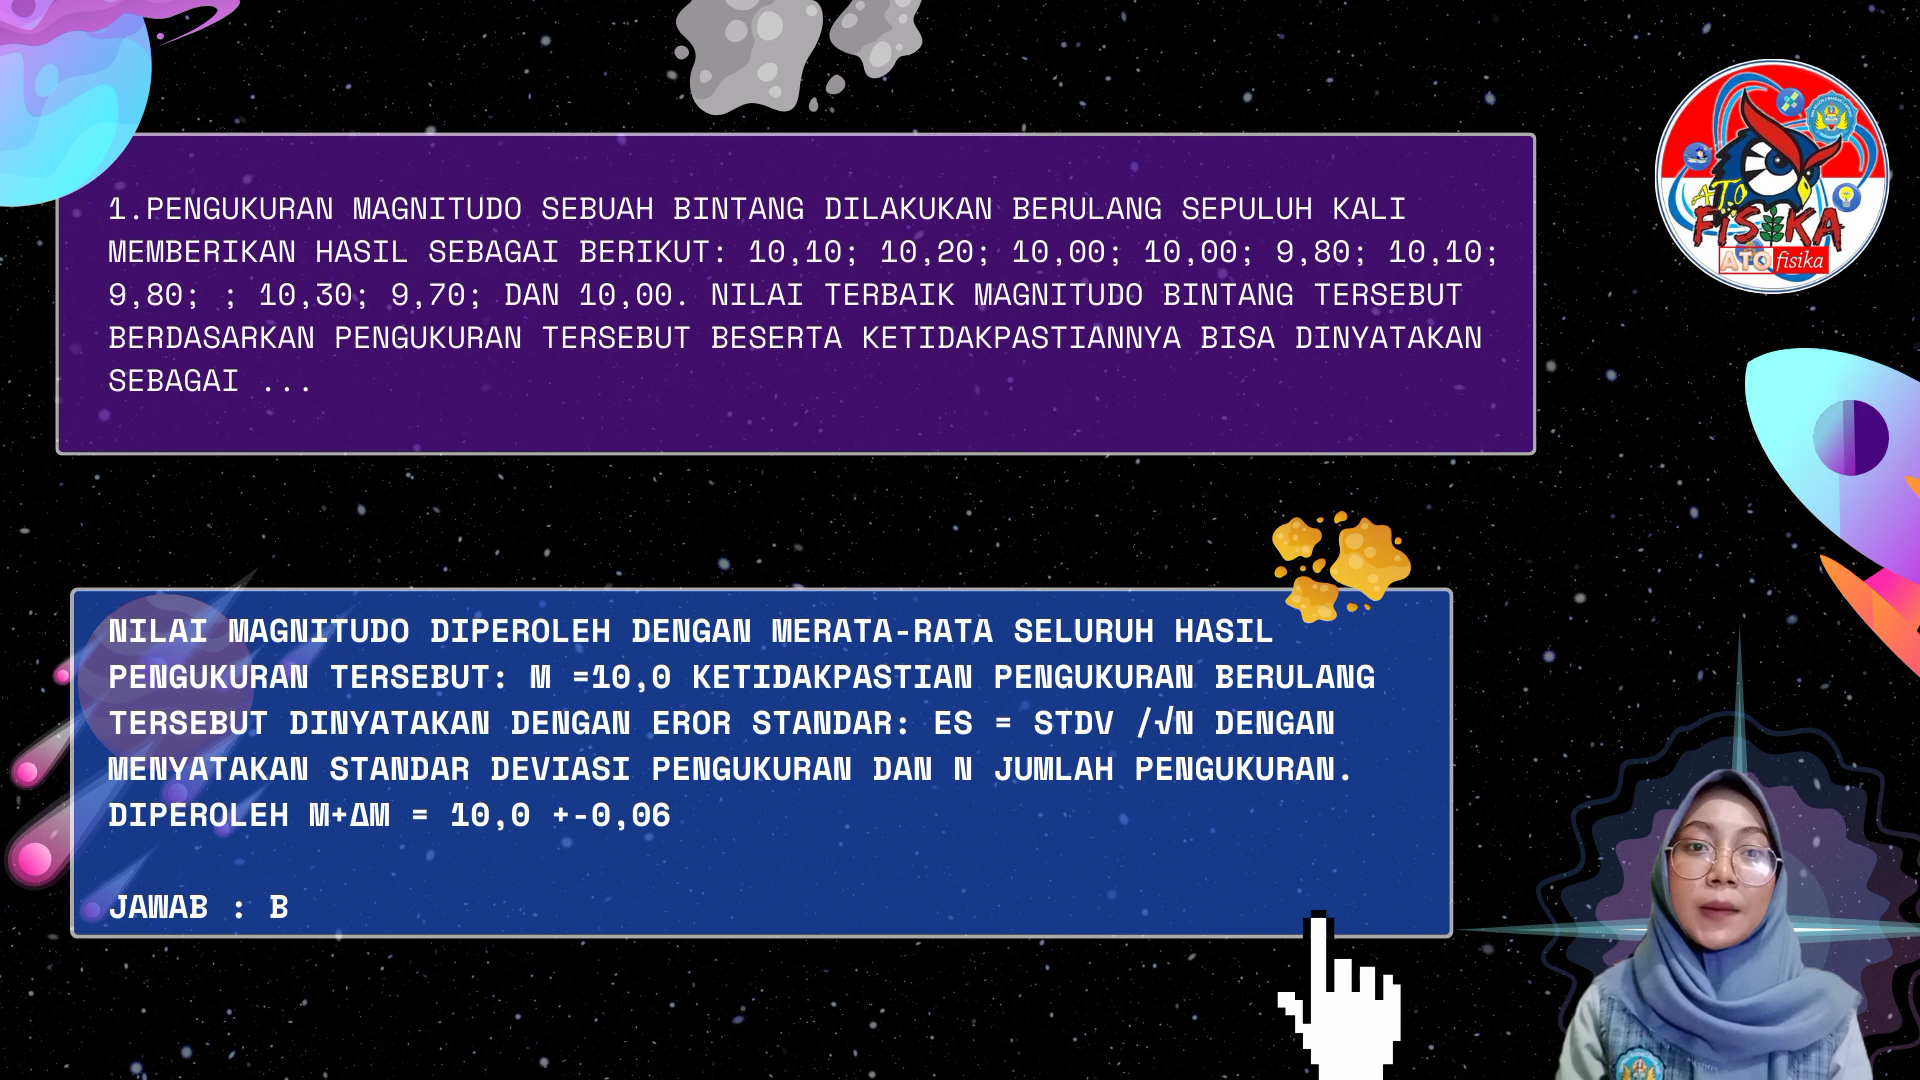 1.PENGUKURAN MAGNITUDO SEBUAH BINTANG DILAKUKAN BERULANG SEPULUH KALI
MEMBERIKAN HASIL SEBAGAI BERIKUT: 10,10; 10,20; 10,00; 10,00; 9,80; 10,10;
9,80; ; 10,30; 9,70; DAN 10,00. NILAI TERBAIK MAGNITUDO BINTANG TERSEBUT
BERDASARKAN PENGUKURAN TERSEBUT BESERTA KETIDAKPASTIANNYA BISA DINYATAKAN
SEBAGAI ...
ATO
FISIKA
ATO fisika
NILAI MAGNITUDO DIPEROLEH DENGAN MERATA-RATA SELURUH HASIL
PENGUKURAN TERSEBUT: M =10,0 KETIDAKPASTIAN PENGUKURAN BERULANG
TERSEBUT DINYATAKAN DENGAN EROR STANDAR: ES = STDV /√N DENGAN
MENYATAKAN STANDAR DEVIASI PENGUKURAN DAN N JUMLAH PENGUKURAN.
DIPEROLEH M+ΔM = 10,0 +-0,06
JAWAB : B